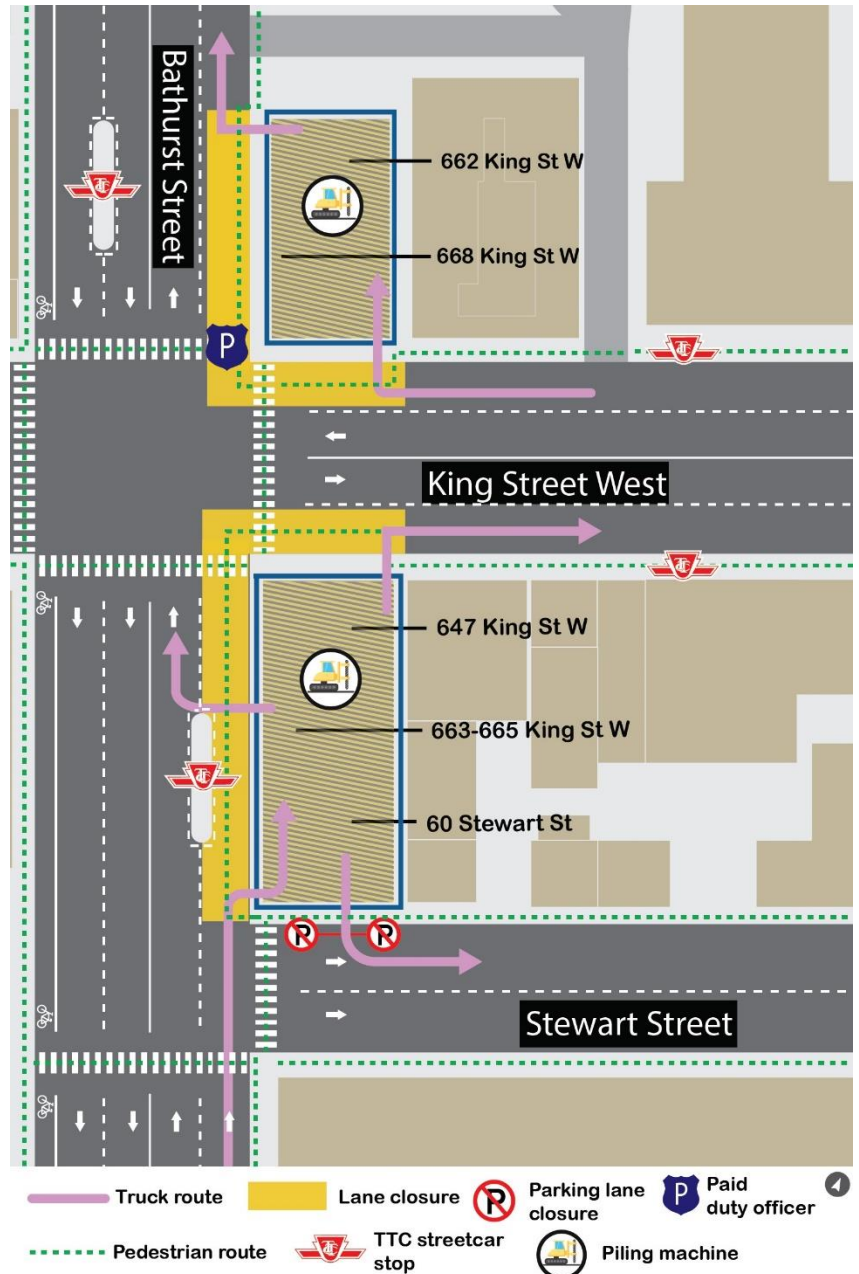 Bathurst Street
662 King St W
668 King St W
P
King Street West
647 King St W
663-665 King St W
60 Stewart St
P
P
Stewart Street
Truck route
Lane closure
P
Parking lane
closure
P
Paid
duty officer
Pedestrian route
TTC streetcar
stop
Piling machine